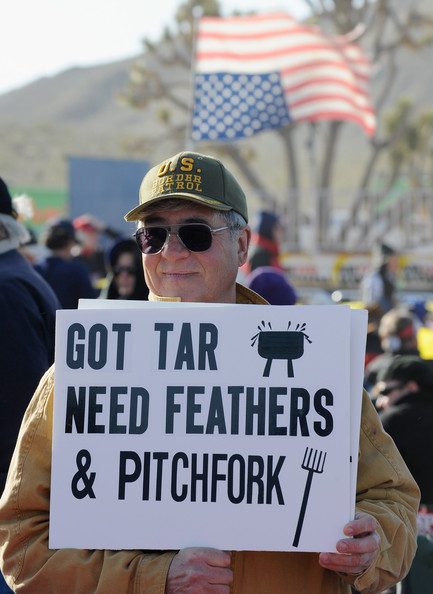 U.S.
BORDER
PATROL
GOT TAR
NEED FEATHERS
& PITCHFORK